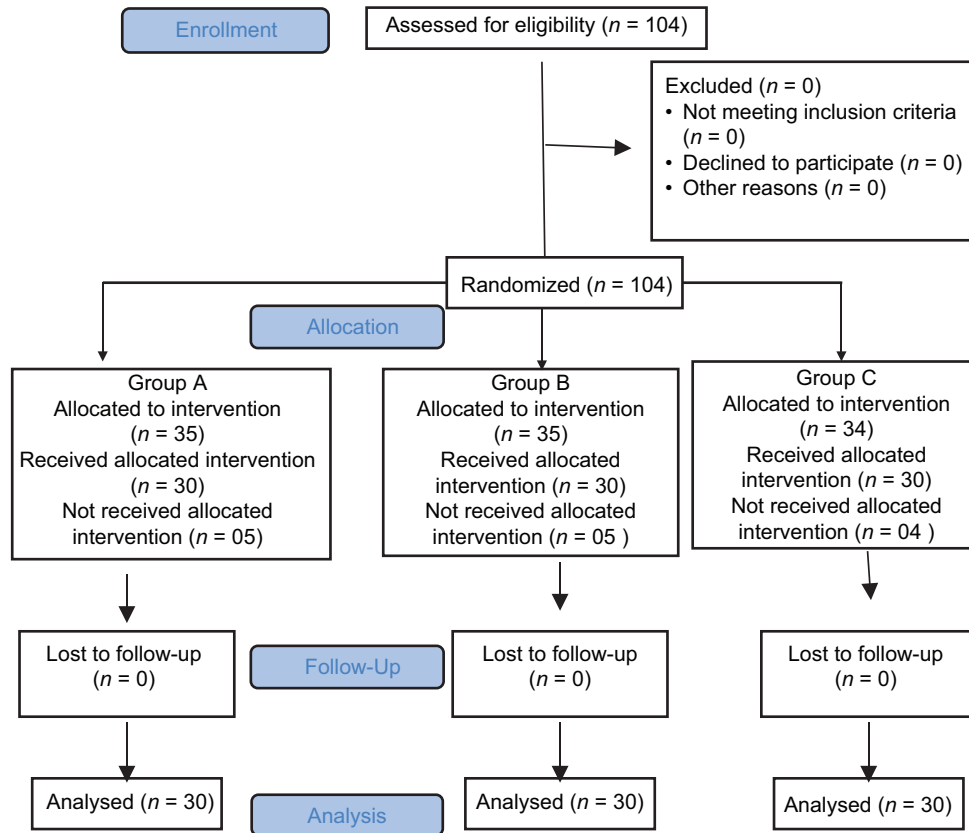 Enrollment
Assessed for eligibility (n = 104)
Excluded (n = 0)
• Not meeting inclusion criteria
(n = 0)
• Declined to participate (n = 0)
• Other reasons (n = 0)
Randomized (n = 104)
Allocation
Group A
Allocated to intervention
(n = 35)
Received allocated intervention
(n = 30)
Not received allocated
intervention (n = 05)
Group B
Allocated to intervention
(n = 35)
Received allocated
intervention (n = 30)
Not received allocated
intervention (n = 05 )
Group C
Allocated to intervention
(n = 34)
Received allocated
intervention (n = 30)
Not received allocated
intervention (n = 04 )
Lost to follow-up
(n = 0)
Follow-Up
Lost to follow-up
(n = 0)
Lost to follow-up
(n = 0)
Analysed (n = 30)
Analysis
Analysed (n = 30)
Analysed (n = 30)